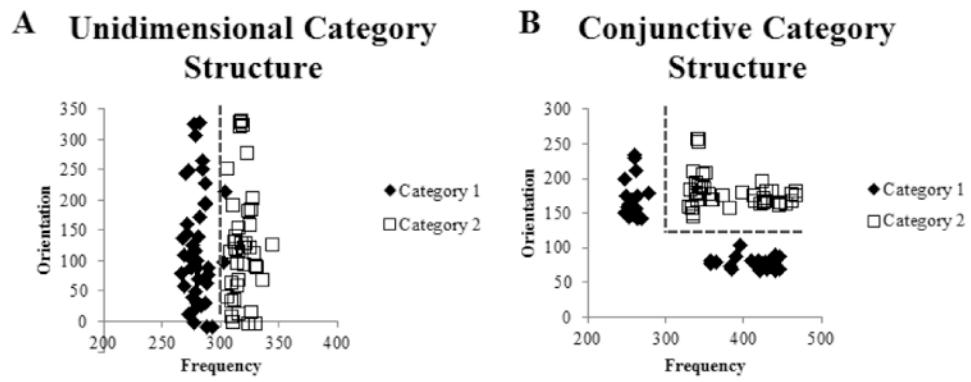 A Unidimensional Category
Structure
350
300
250
200
150
100
50
0
200
250
300
350
400
Orientation
Frequency
Category 1
Category 2
B Conjunctive Category
Structure
300
250
200
150
100
50
0
200
300
400
500
Orientation
Frequency
Category 1
Category 2